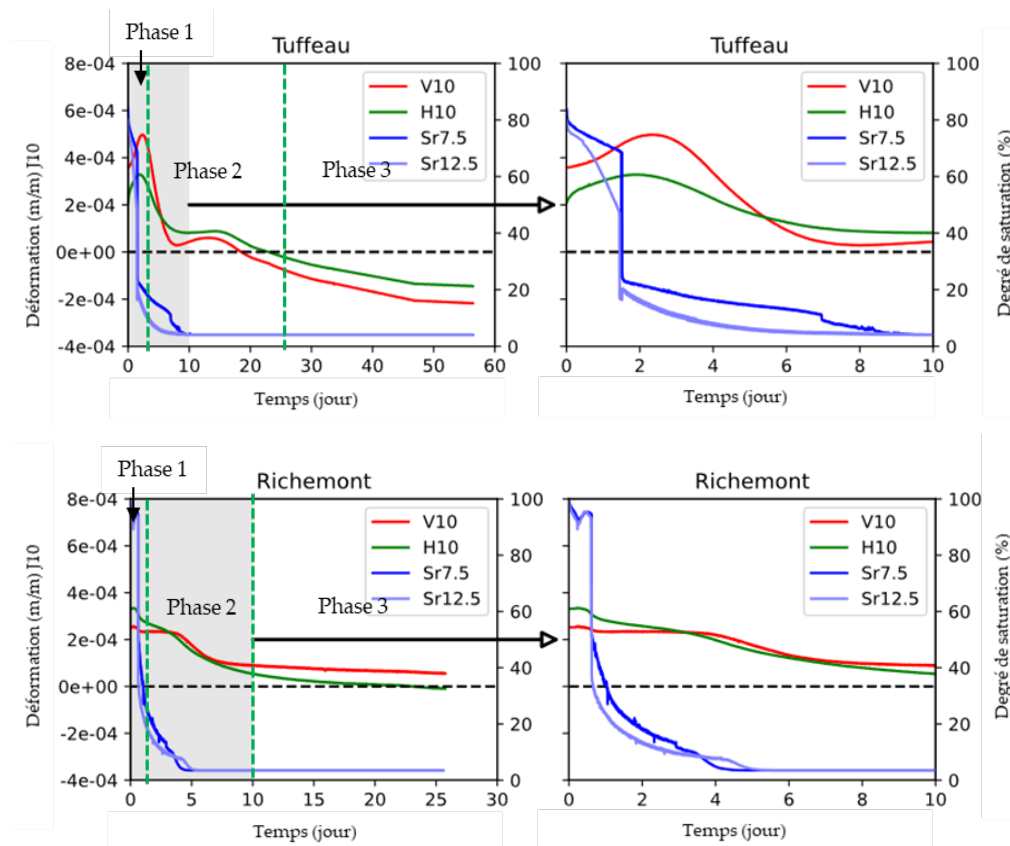 Phase 1
Tuffeau
Tuffeau
8e-04
6e-04
4e-04
2e-04
0e+00
-2e-04
-4e-04
Déformation (m/m) J10
V10
H10
Sr7.5
Sr12.5
Phase 2
Phase 3
100
80
60
40
20
0
0 10 20 30 40 50 60
Temps (jour)
V10
H10
Sr7.5
Sr12.5
100
80
60
40
20
0
Degré de saturation (%)
0 2 4 6 8 10
Temps (jour)
Phase 1
Richemont
Richemont
8e-04
6e-04
4e-04
2e-04
0e+00
-2e-04
-4e-04
Déformation (m/m) J10
V10
H10
Sr7.5
Sr12.5
Phase 2
Phase 3
100
80
60
40
20
0
0 5 10 15 20 25 30
Temps (jour)
V10
H10
Sr7.5
Sr12.5
100
80
60
40
20
0
Degré de saturation (%)
0 2 4 6 8 10
Temps (jour)